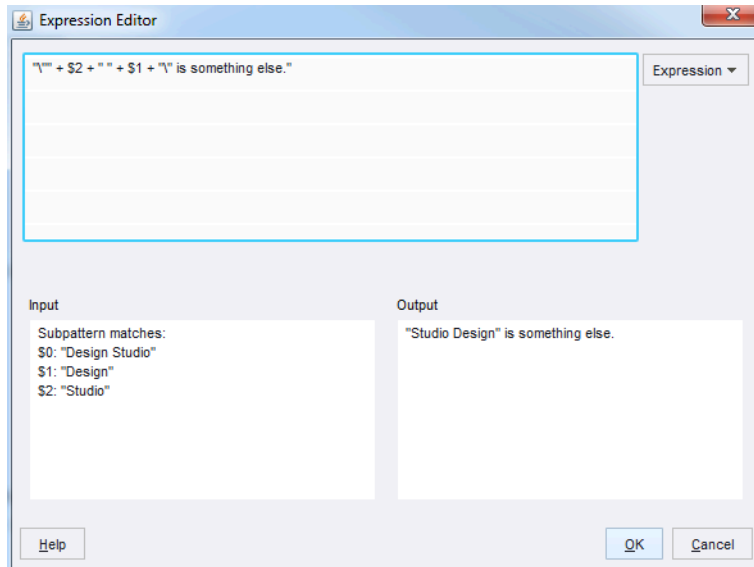 Expression Editor
"\"" + $2 + " " + $1 + "\" is something else."
Expression
Input
Output
Subpattern matches:
$0: "Design Studio"
$1: "Design"
$2: "Studio"
"Studio Design" is something else.
Help
OK
Cancel